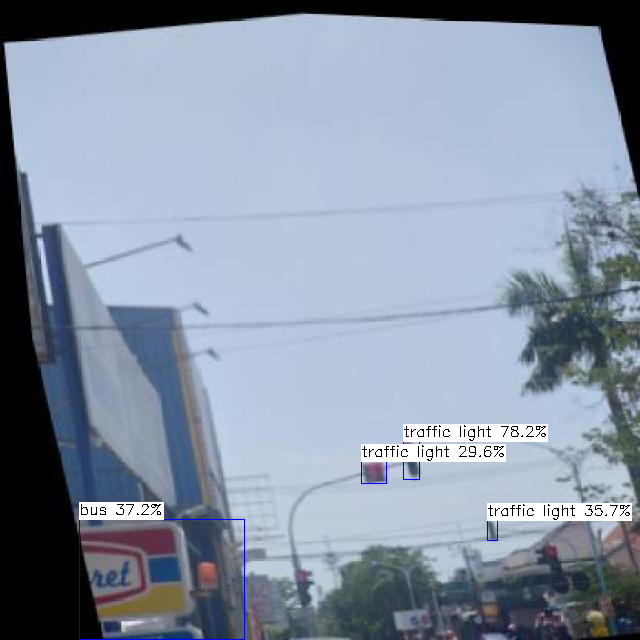 traffic light 78.2%
traffic light 29.6%
bus 37.2%
traffic light 35.7%
ret